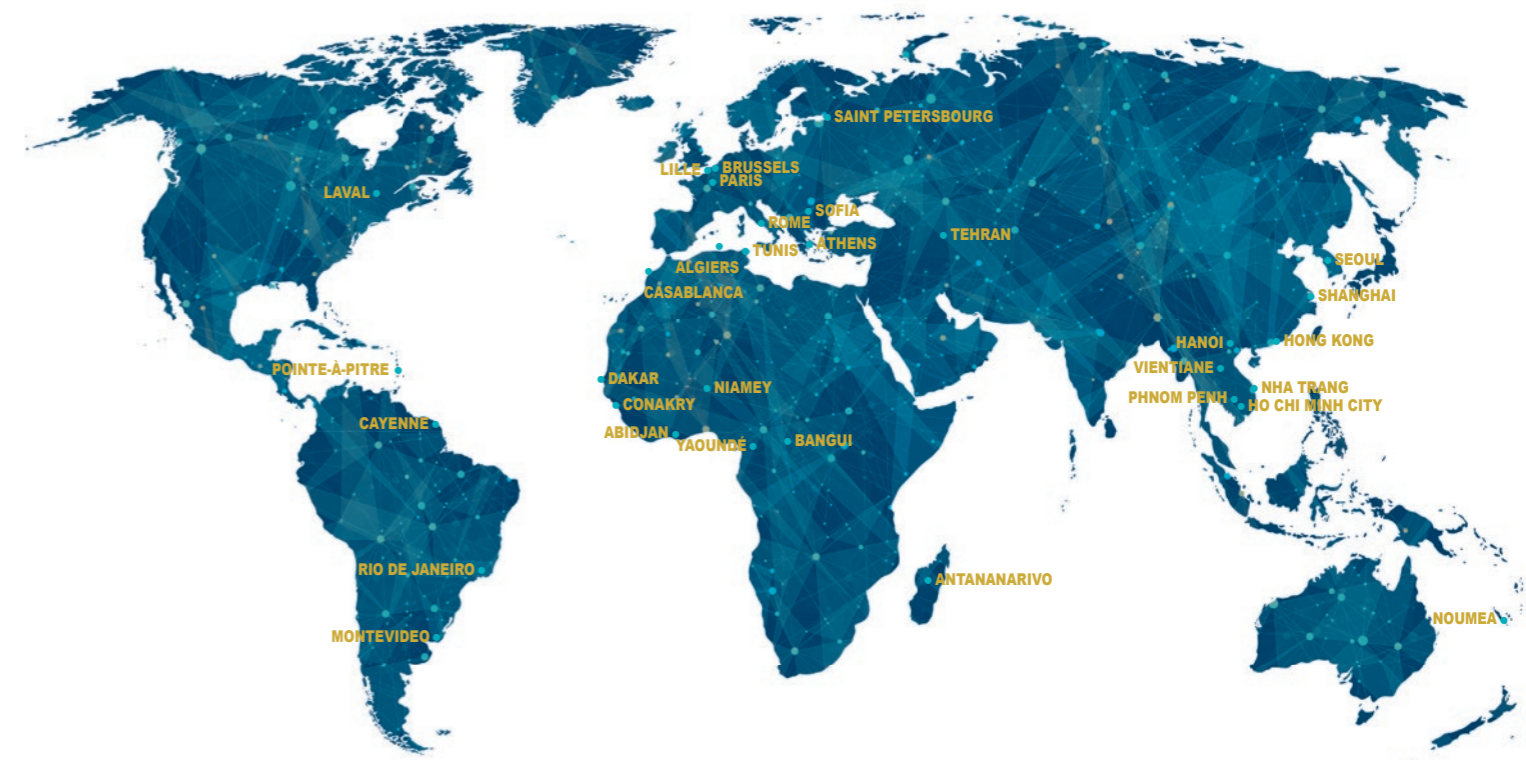 SAINT PETERSBOURG
LILLE
BRUSSELS
PARIS
LAVAL
SOFIA
ROME
TEHRAN
ATHENS
TUNIS
SEOUL
ALGIERS
CASABLANCA
SHANGHAI
HANOI
HONG KONG
VIENTIANE
POINTE-À-PITRE
DAKAR
NIAMEY
NHA TRANG
PHNOM PENH
CONAKRY
HO CHI MINH CITY
CAYENNE
ABIDJAN
YAOUNDÉ
BANGUI
RIO DE JANEIRO
ANTANANARIVO
NOUMEA
MONTEVIDEO